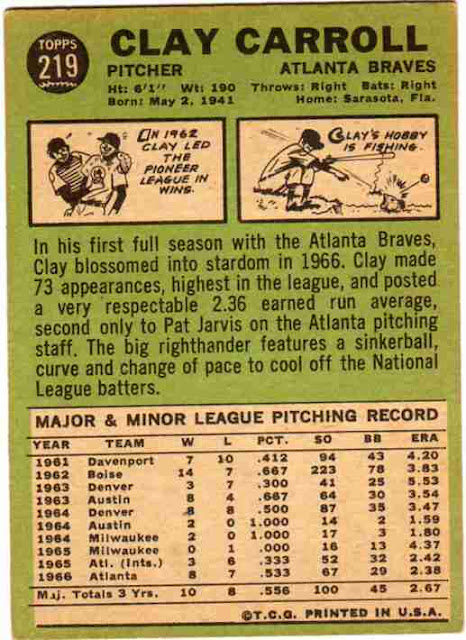 TOPPS
219
CLAY CARROLL
PITCHER ATLANTA BRAVES
Ht: 6'1" Wt: 190 Throws: Right Bats: Right
Born: May 2, 1941 Home: Sarasota, Fla.
IN 1962
CLAY LED
THE
PIONEER
LEAGUE IN
WINS.
CLAY'S HOBBY
IS FISHING.
In his first full season with the Atlanta Braves,
Clay blossomed into stardom in 1966. Clay made
73 appearances, highest in the league, and posted
a very respectable 2.36 earned run average,
second only to Pat Jarvis on the Atlanta pitching
staff. The big righthander features a sinkerball,
curve and change of pace to cool off the National
League batters.
MAJOR & MINOR LEAGUE PITCHING RECORD
YEAR TEAM W L PCT. SO BB ERA
1961 Davenport 7 10 .412 94 43 4.20
1962 Boise 14 7 .667 223 78 3.83
1963 Denver 3 7 .300 41 25 5.53
1963 Austin 8 4 .667 64 30 3.54
1964 Denver 8 8 .500 87 35 3.47
1964 Austin 2 0 1.000 14 2 1.59
1964 Milwaukee 2 0 1.000 17 3 1.80
1965 Milwaukee 0 1 .000 16 13 4.37
1965 Atl. (Ints.) 3 6 .333 52 32 2.42
1966 Atlanta 8 7 .533 67 29 2.38
Maj. Totals 3 Yrs. 10 8 .556 100 45 2.67
©T.C.G. PRINTED IN U.S.A.